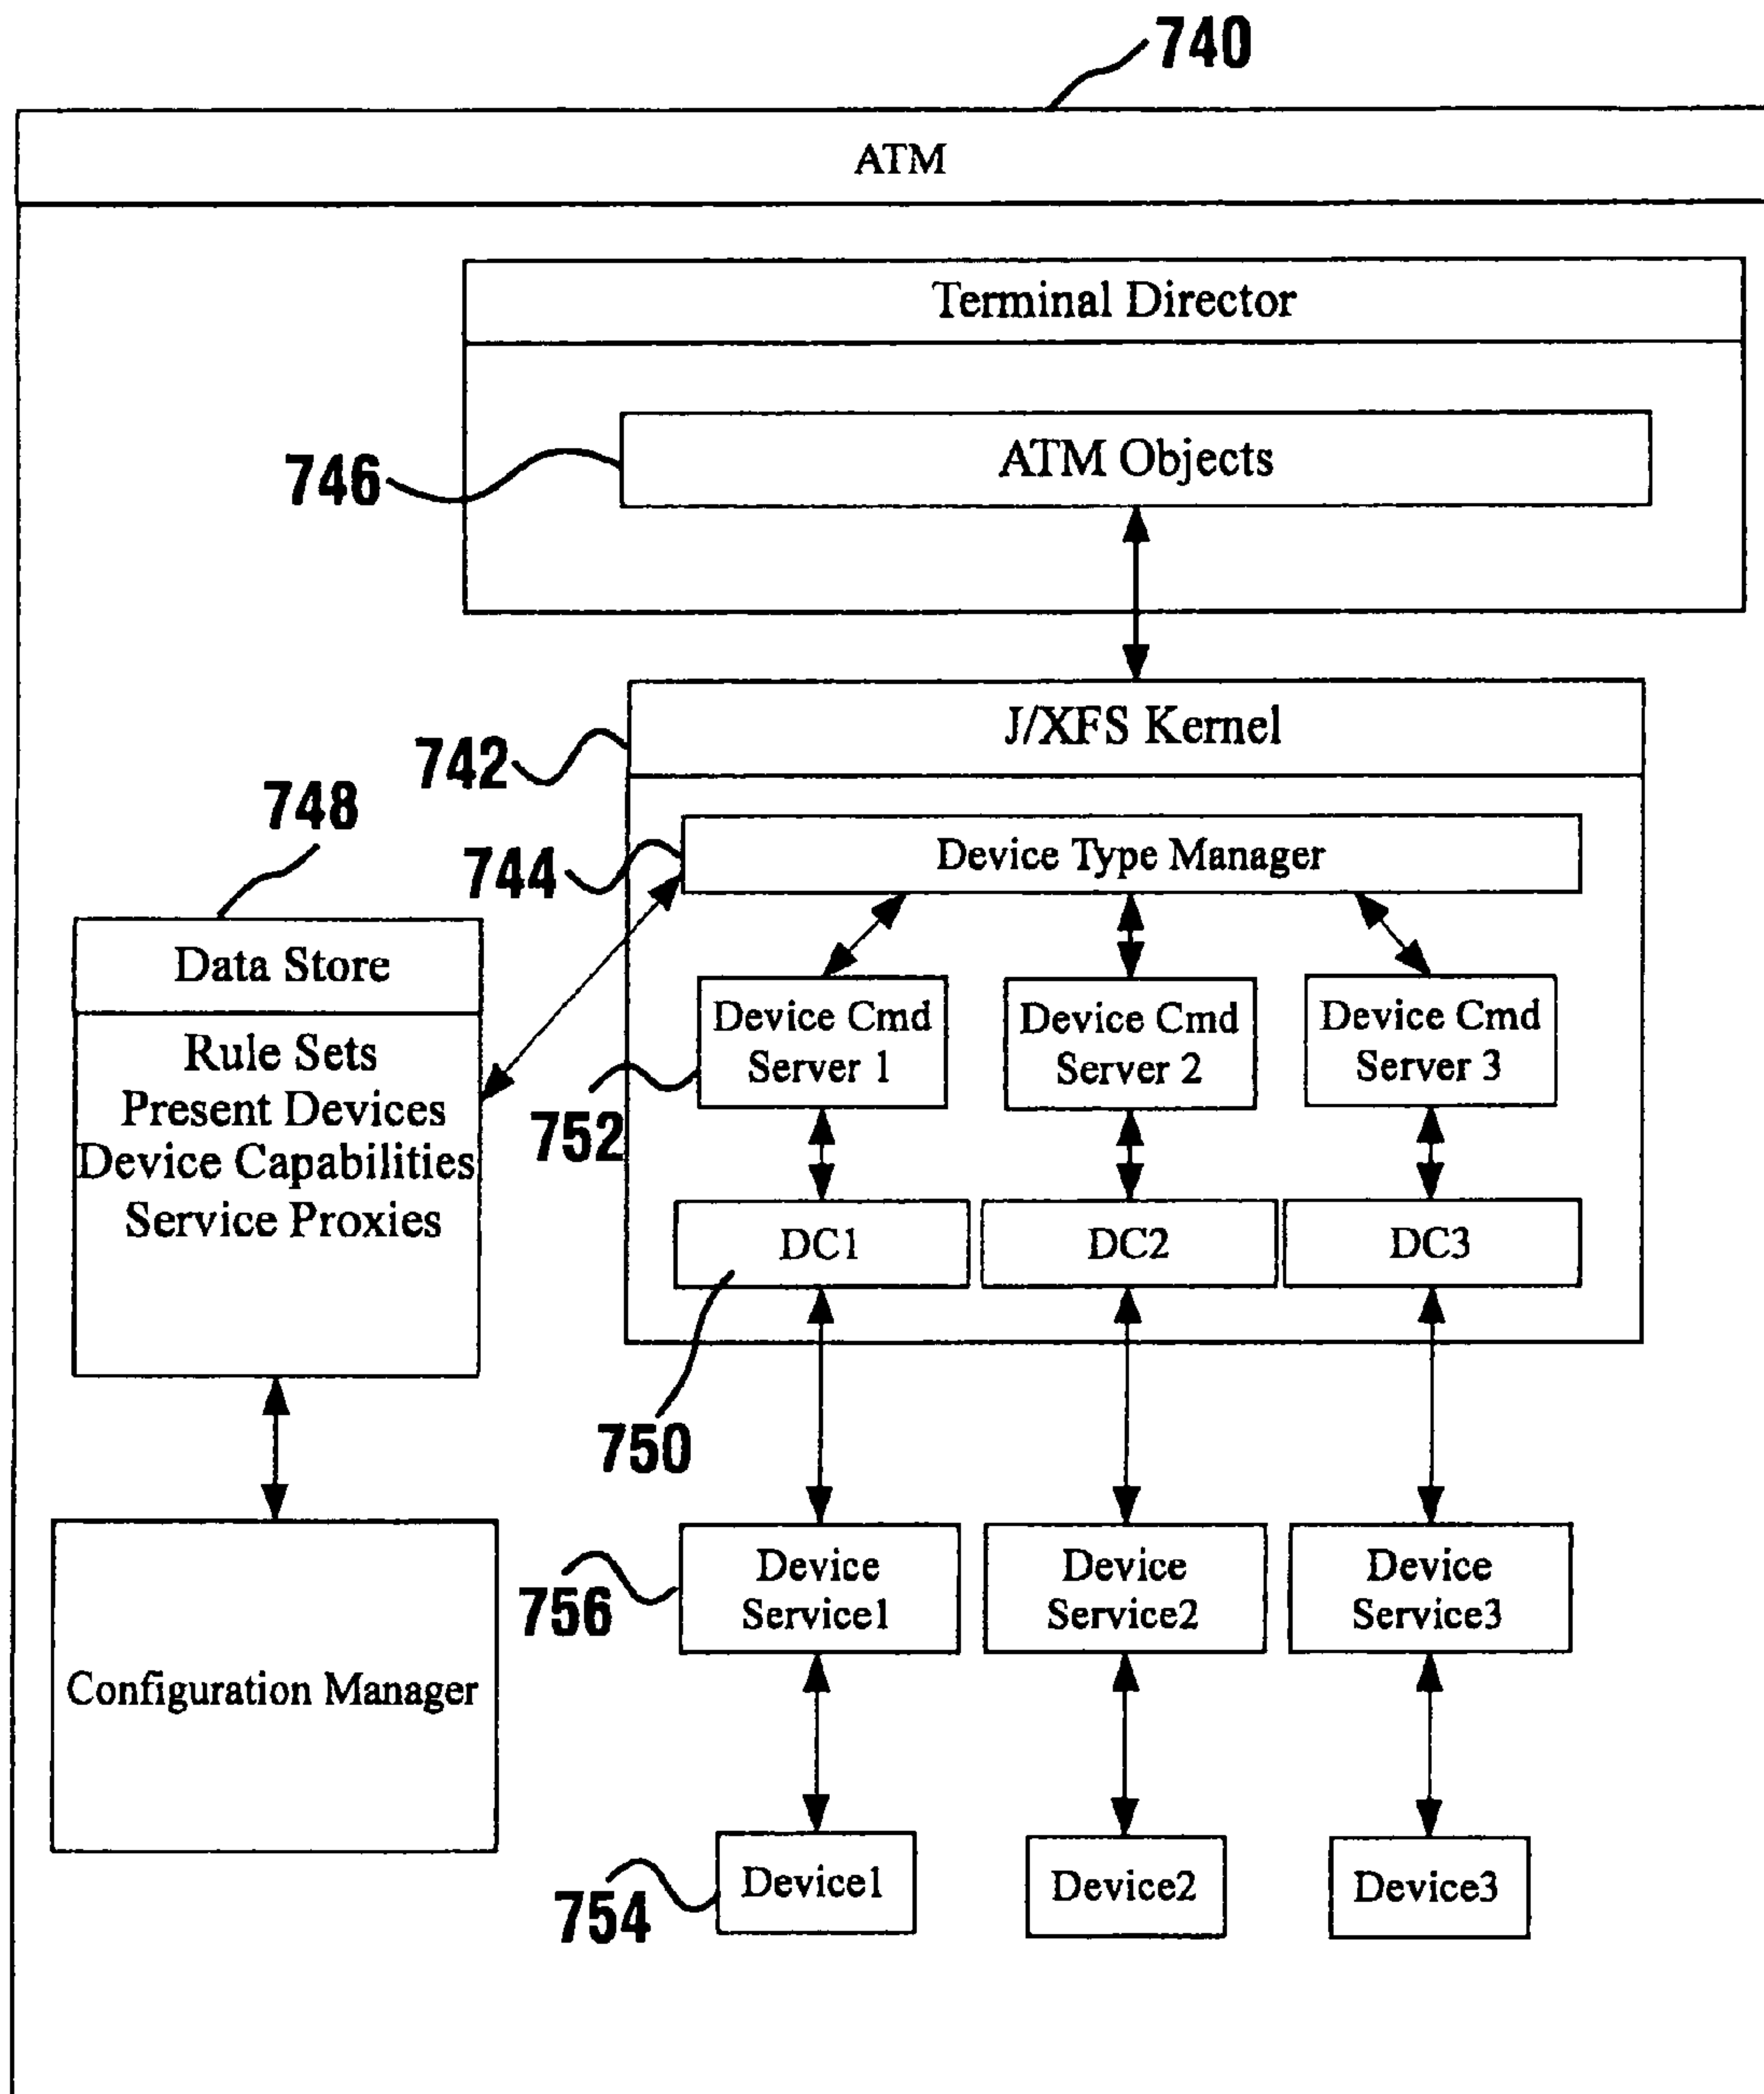 740
ATM
Terminal Director
746
ATM Objects
742
J/XFS Kernel
748
744
Device Type Manager
Data Store
Rule Sets
Present Devices
Device Capabilities
Service Proxies
Device Cmd
Server 1
Device Cmd
Server 2
Device Cmd
Server 3
752
DC1
DC2
DC3
750
Configuration Manager
756
Device
Service1
Device
Service2
Device
Service3
754
Device1
Device2
Device3